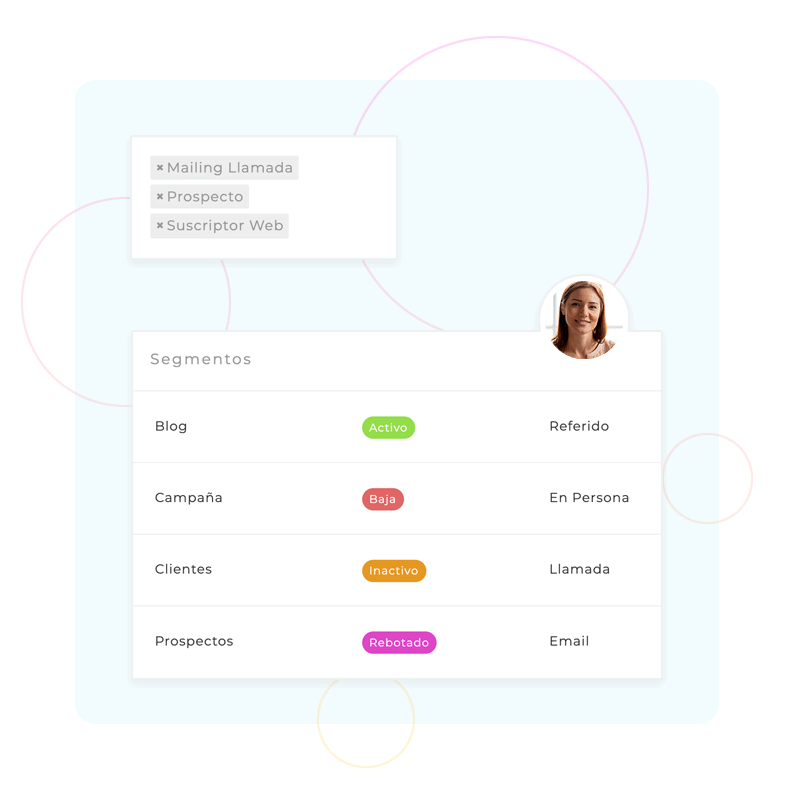 × Mailing Llamada
× Prospecto
× Suscriptor Web
Segmentos
Blog Activo Referido
Campaña Baja En Persona
Clientes Inactivo Llamada
Prospectos Rebotado Email